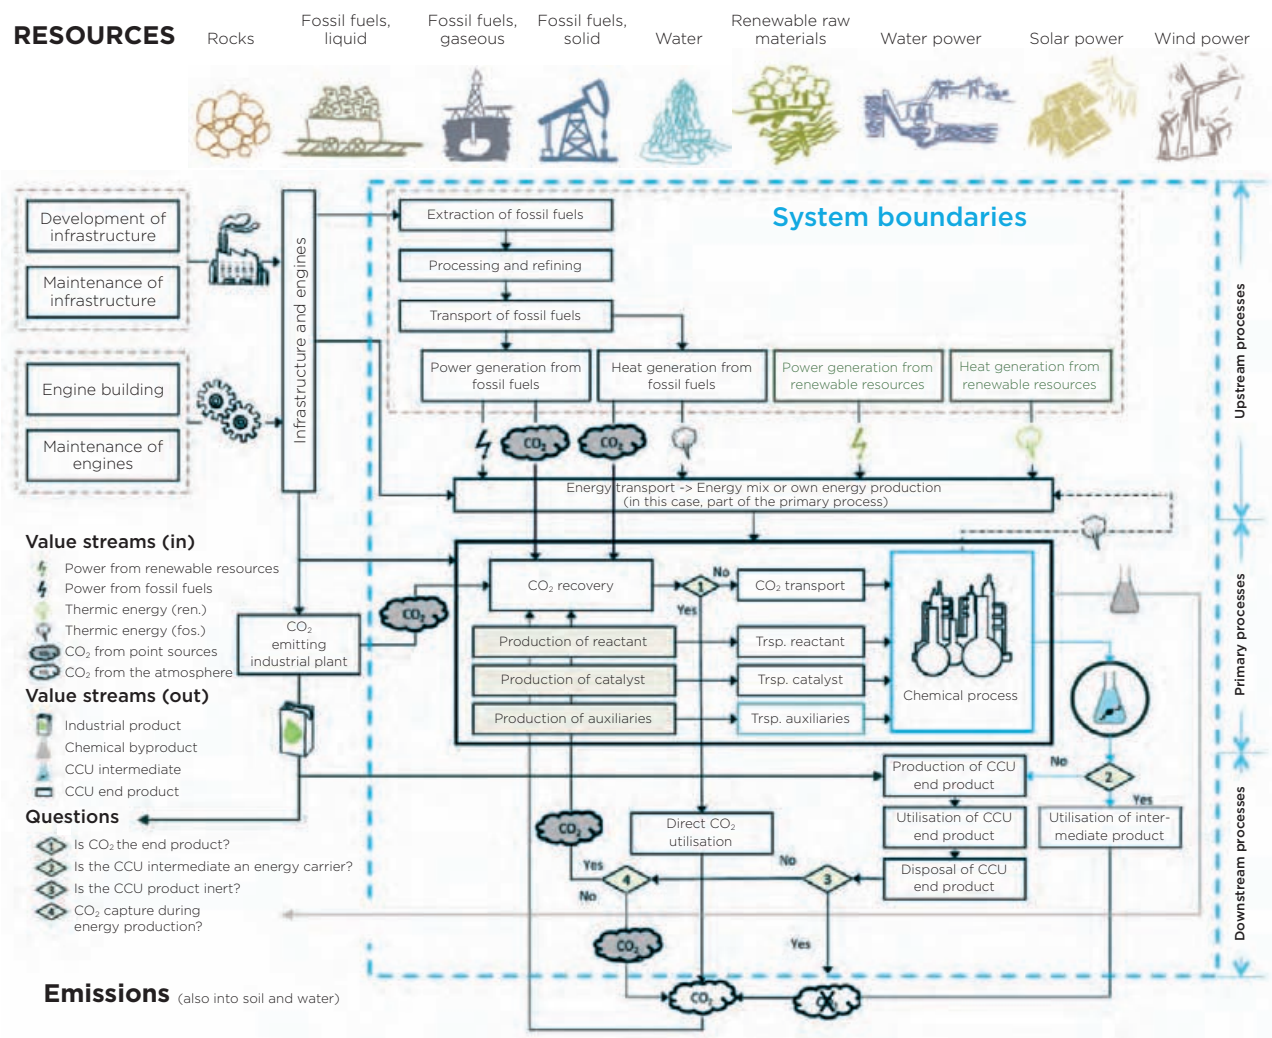 RESOURCES
Rocks
Fossil fuels,
liquid
Fossil fuels,
gaseous
Fossil fuels,
solid
Water
Renewable raw
materials
Water power
Solar power
Wind power
System boundaries
Development of
infrastructure
Maintenance of
infrastructure
Engine building
Maintenance of
engines
Infrastructure and engines
Extraction of fossil fuels
Processing and refining
Transport of fossil fuels
Power generation from
fossil fuels
Heat generation from
fossil fuels
Power generation from
renewable resources
Heat generation from
renewable resources
CO₂
CO₂
Energy transport -> Energy mix or own energy production
(in this case, part of the primary process)
Upstream processes
Primary processes
Downstream processes
Value streams (in)
Power from renewable resources
Power from fossil fuels
Thermic energy (ren.)
Thermic energy (fos.)
CO₂ from point sources
CO₂ from the atmosphere
Value streams (out)
Industrial product
Chemical byproduct
CCU intermediate
CCU end product
Questions
1 Is CO₂ the end product?
2 Is the CCU intermediate an energy carrier?
3 Is the CCU product inert?
4 CO₂ capture during
energy production?
CO₂
emitting
industrial plant
CO₂
CO₂ recovery
1
No
Yes
CO₂ transport
Production of reactant
Trsp. reactant
Production of catalyst
Trsp. catalyst
Production of auxiliaries
Trsp. auxiliaries
Chemical process
Production of CCU
end product
No
2
Yes
Utilisation of CCU
end product
Utilisation of inter-
mediate product
Disposal of CCU
end product
Direct CO₂
utilisation
CO₂
Yes
4
No
No
3
Yes
CO₂
CO₂
Emissions (also into soil and water)